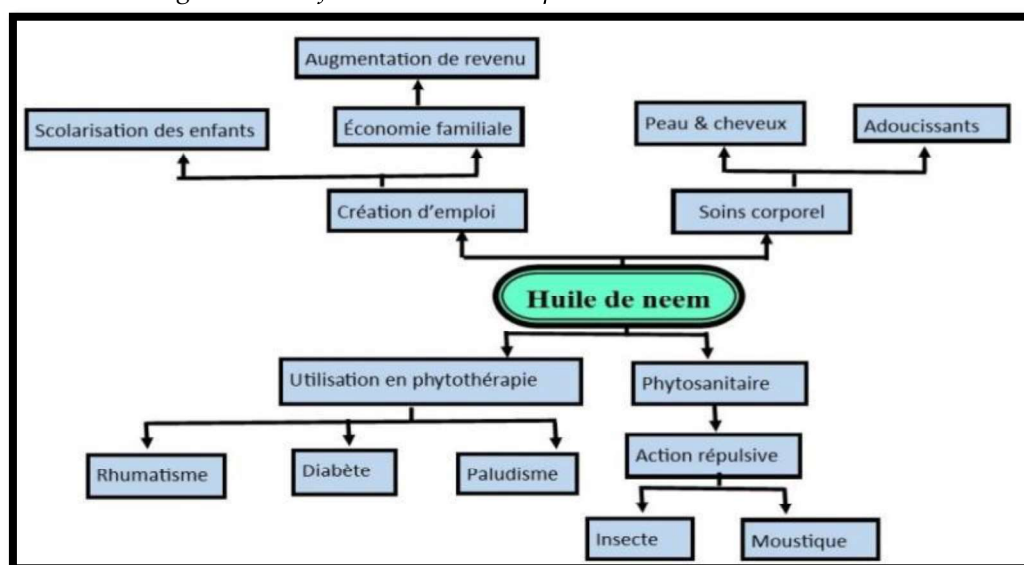 Augmentation de revenu
Scolarisation des enfants
Économie familiale
Peau & cheveux
Adoucissants
Création d’emploi
Soins corporel
Huile de neem
Utilisation en phytothérapie
Phytosanitaire
Action répulsive
Rhumatisme
Diabète
Paludisme
Insecte
Moustique